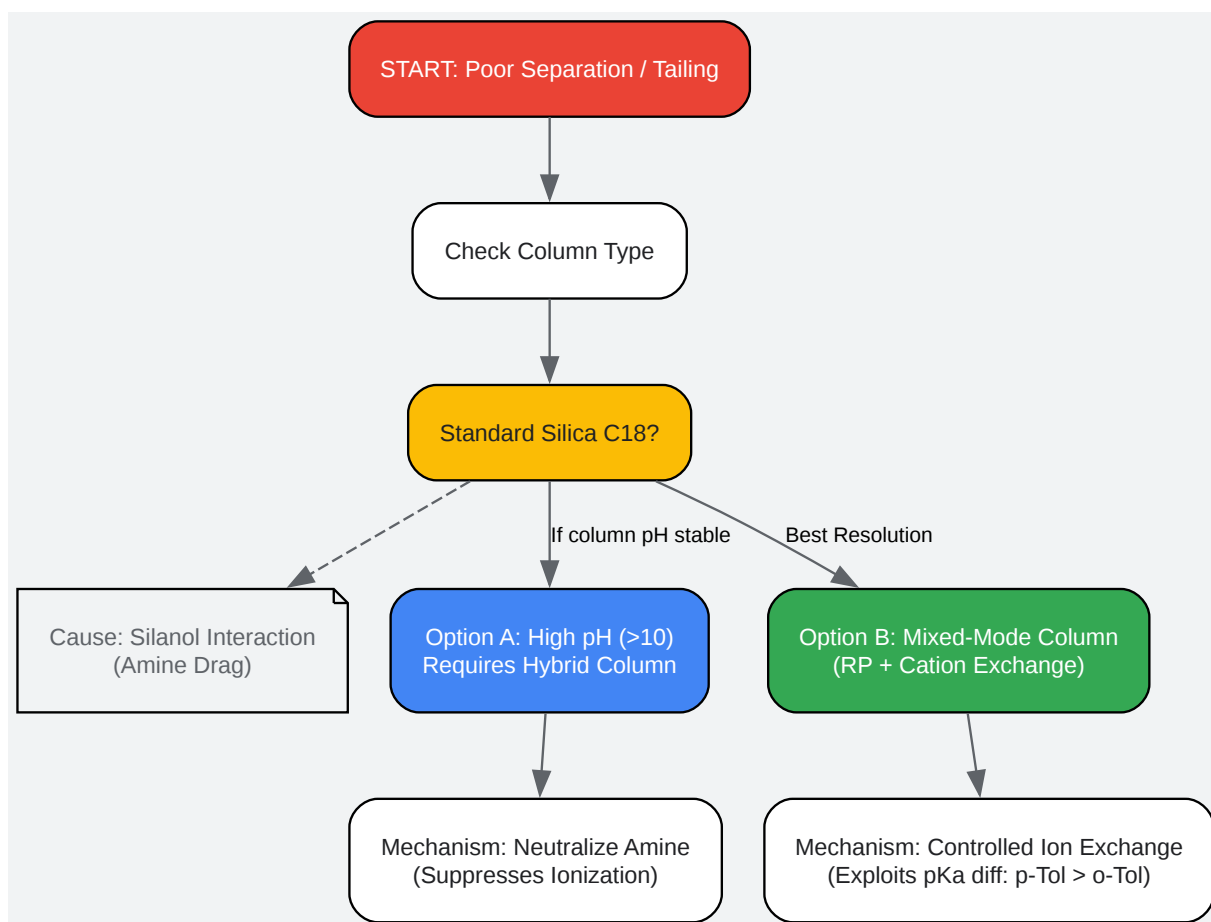 START: Poor Separation / Tailing
Check Column Type
Standard Silica C18?
If column pH stable
Best Resolution
Cause: Silanol Interaction
(Amine Drag)
Option A: High pH (>10)
Requires Hybrid Column
Option B: Mixed-Mode Column
(RP + Cation Exchange)
Mechanism: Neutralize Amine
(Suppresses Ionization)
Mechanism: Controlled Ion Exchange
(Exploits pKa diff: p-Tol > o-Tol)